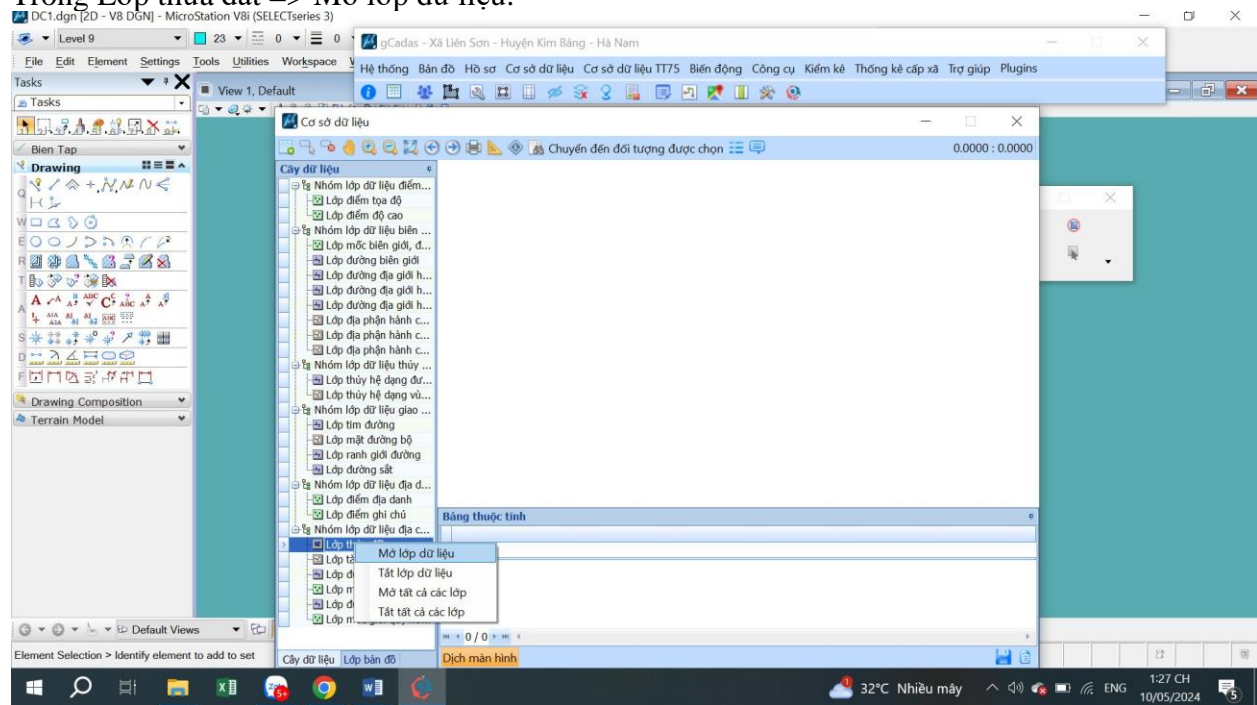 Trong Lớp thửa đất => Mở lớp dữ liệu.
DC1.dgn [2D - V8 DGN] - MicroStation V8i (SELECTseries 3)
Level 9 23 0 0
gCadas - Xã Liên Sơn - Huyện Kim Bảng - Hà Nam
File Edit Element Settings Tools Utilities Workspace
Hệ thống Bản đồ Hồ sơ Cơ sở dữ liệu Cơ sở dữ liệu TT75 Biến động Công cụ Kiểm kê Thống kê cấp xã Trợ giúp Plugins
Tasks
View 1, Default
Tasks
Cơ sở dữ liệu
Bien Tap
Chuyển đến đối tượng được chọn
0.0000 : 0.0000
Drawing
Cây dữ liệu
Nhóm lớp dữ liệu điểm...
Lớp điểm tọa độ
Lớp điểm độ cao
Nhóm lớp dữ liệu biên ...
Lớp mốc biên giới, đ...
Lớp đường biên giới
Lớp đường địa giới h...
Lớp đường địa giới h...
Lớp đường địa giới h...
Lớp địa phận hành c...
Lớp địa phận hành c...
Lớp địa phận hành c...
Nhóm lớp dữ liệu thủy ...
Lớp thủy hệ dạng đư...
Lớp thủy hệ dạng vù...
Nhóm lớp dữ liệu giao ...
Lớp tim đường
Lớp mặt đường bộ
Lớp ranh giới đường
Lớp đường sắt
Nhóm lớp dữ liệu địa d...
Lớp điểm địa danh
Lớp điểm ghi chú
Nhóm lớp dữ liệu địa c...
Drawing Composition
Terrain Model
Bảng thuộc tính
Mở lớp dữ liệu
Tắt lớp dữ liệu
Mở tất cả các lớp
Tắt tất cả các lớp
0 / 0
Default Views
Element Selection > Identify element to add to set
Cây dữ liệu Lớp bản đồ
Dịch màn hình
32°C Nhiều mây
ENG
1:27 CH
10/05/2024
5